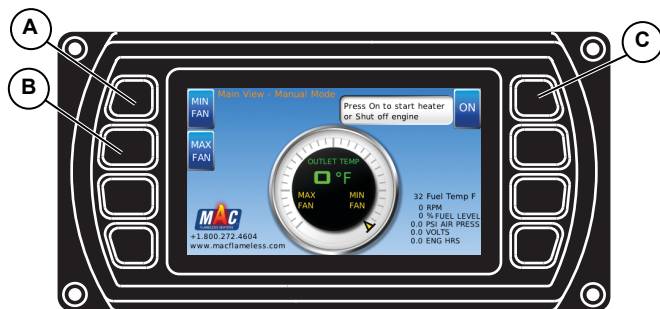 A
B
C
MIN
FAN
Main View - Manual Mode
Press On to start heater
or Shut off engine
ON
MAX
FAN
OUTLET TEMP
0 °F
MAX
FAN
MIN
FAN
32 Fuel Temp F
0 RPM
0 % FUEL LEVEL
0.0 PSI AIR PRESS
0.0 VOLTS
0.0 ENG HRS
MAC
FLAMELESS HEATERS
+1.800.272.4604
www.macflameless.com